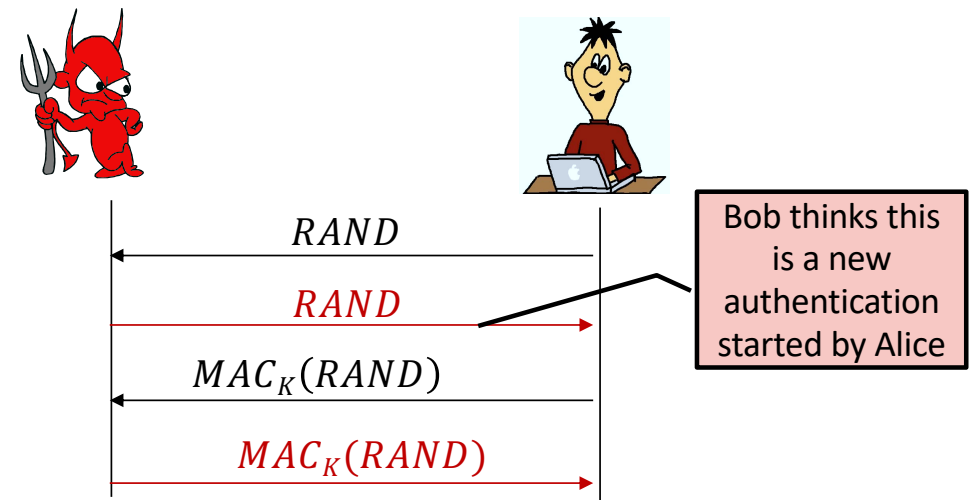 RAND
RAND
MAC_K(RAND)
MAC_K(RAND)
Bob thinks this
is a new
authentication
started by Alice